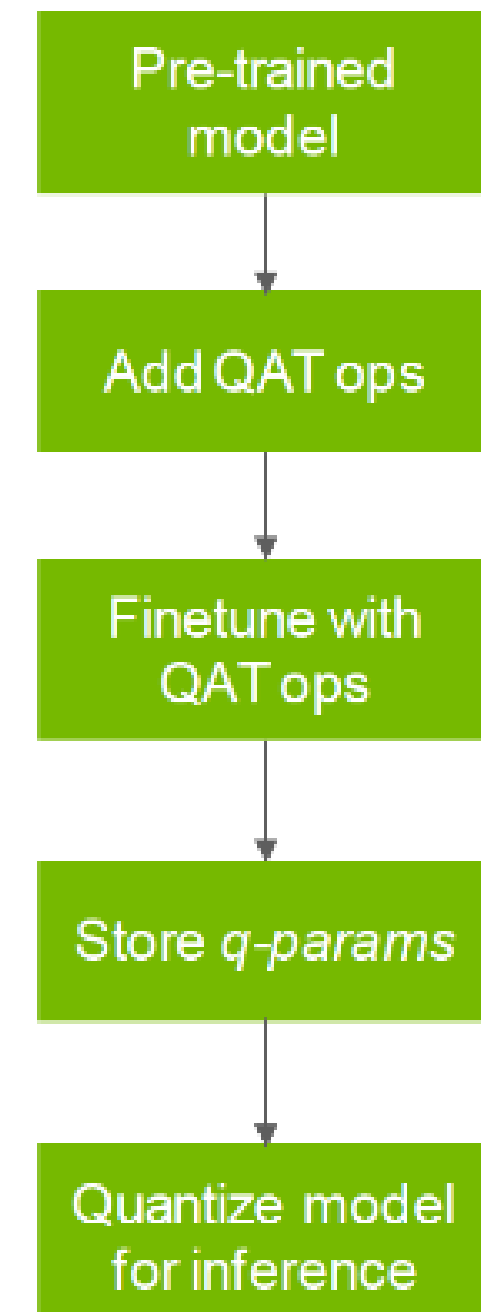 Pre-trained
model
Add QAT ops
Finetune with
QAT ops
Store q-params
Quantize model
for inference